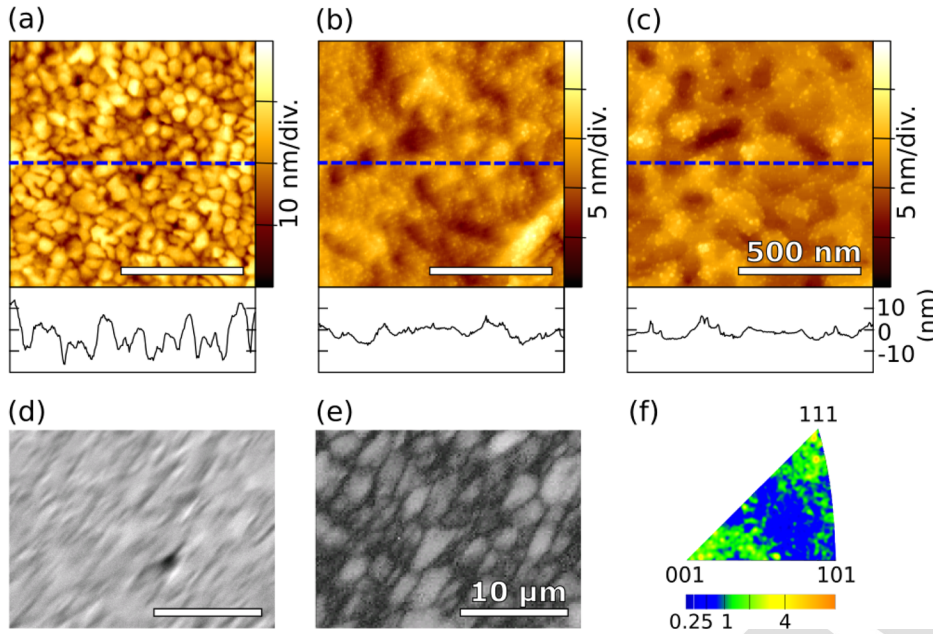 (a)
(b)
(c)
10 nm/div.
5 nm/div.
5 nm/div.
500 nm
10
0
-10
(nm)
(d)
(e)
(f)
10 µm
111
001
101
0.25 1 4